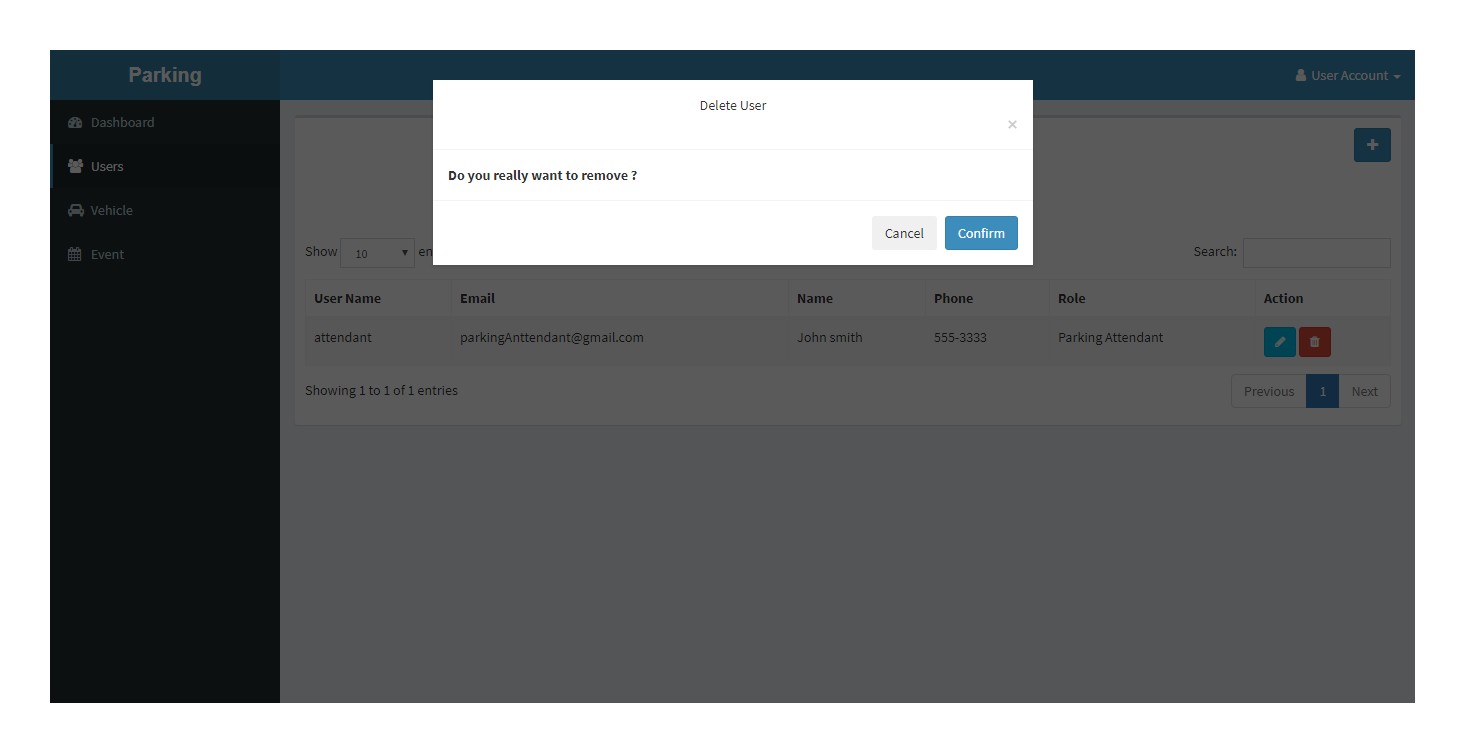 Parking
User Account
Delete User
×
Dashboard
Users
Do you really want to remove ?
Vehicle
Cancel Confirm
Event
Show 10 en
Search:
User Name Email Name Phone Role Action
attendant parkingAnttendant@gmail.com John smith 555-3333 Parking Attendant
Showing 1 to 1 of 1 entries
Previous 1 Next